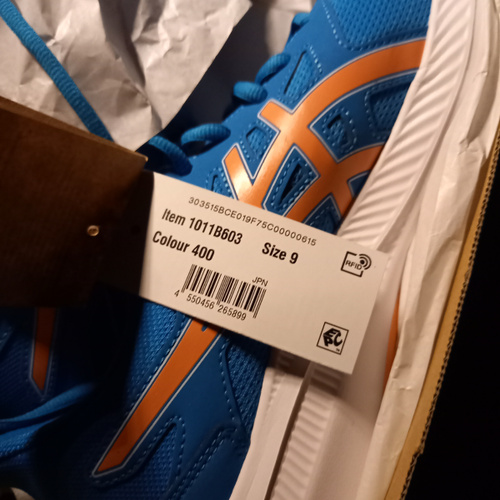 303515BCE019F75C00000615
Item 1011B603 Size 9
Colour 400
JPN
4 550456 265899
RFID